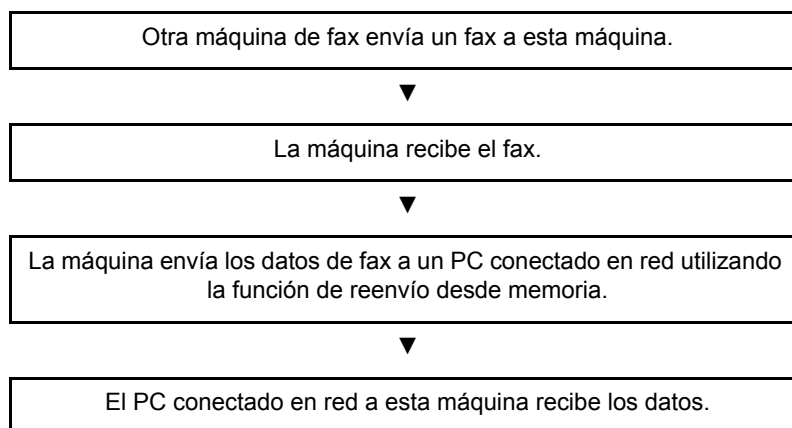 Otra máquina de fax envía un fax a esta máquina.
▼
La máquina recibe el fax.
▼
La máquina envía los datos de fax a un PC conectado en red utilizando
la función de reenvío desde memoria.
▼
El PC conectado en red a esta máquina recibe los datos.